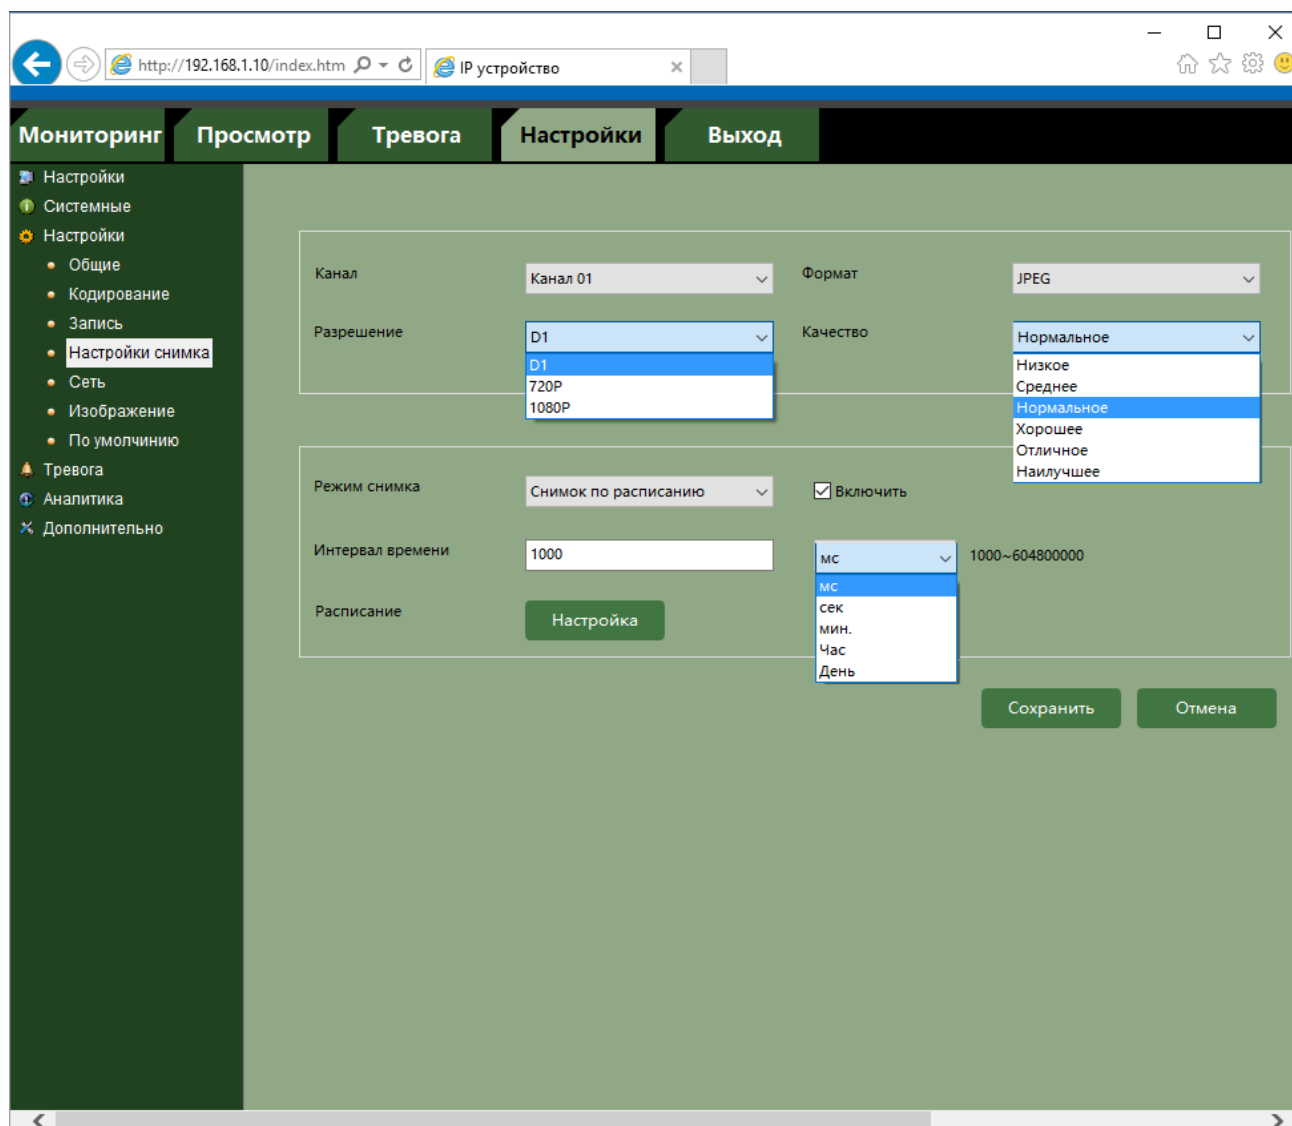 http://192.168.1.10/index.htm
IP устройство
Мониторинг
Просмотр
Тревога
Настройки
Выход
Настройки
Системные
Настройки
Общие
Кодирование
Запись
Настройки снимка
Сеть
Изображение
По умолчинию
Тревога
Аналитика
Дополнительно
Канал
Канал 01
Формат
JPEG
Разрешение
D1
D1
720P
1080P
Качество
Нормальное
Низкое
Среднее
Нормальное
Хорошее
Отличное
Наилучшее
Режим снимка
Снимок по расписанию
Включить
Интервал времени
1000
мс
1000~604800000
мс
сек
мин.
Час
День
Расписание
Настройка
Сохранить
Отмена